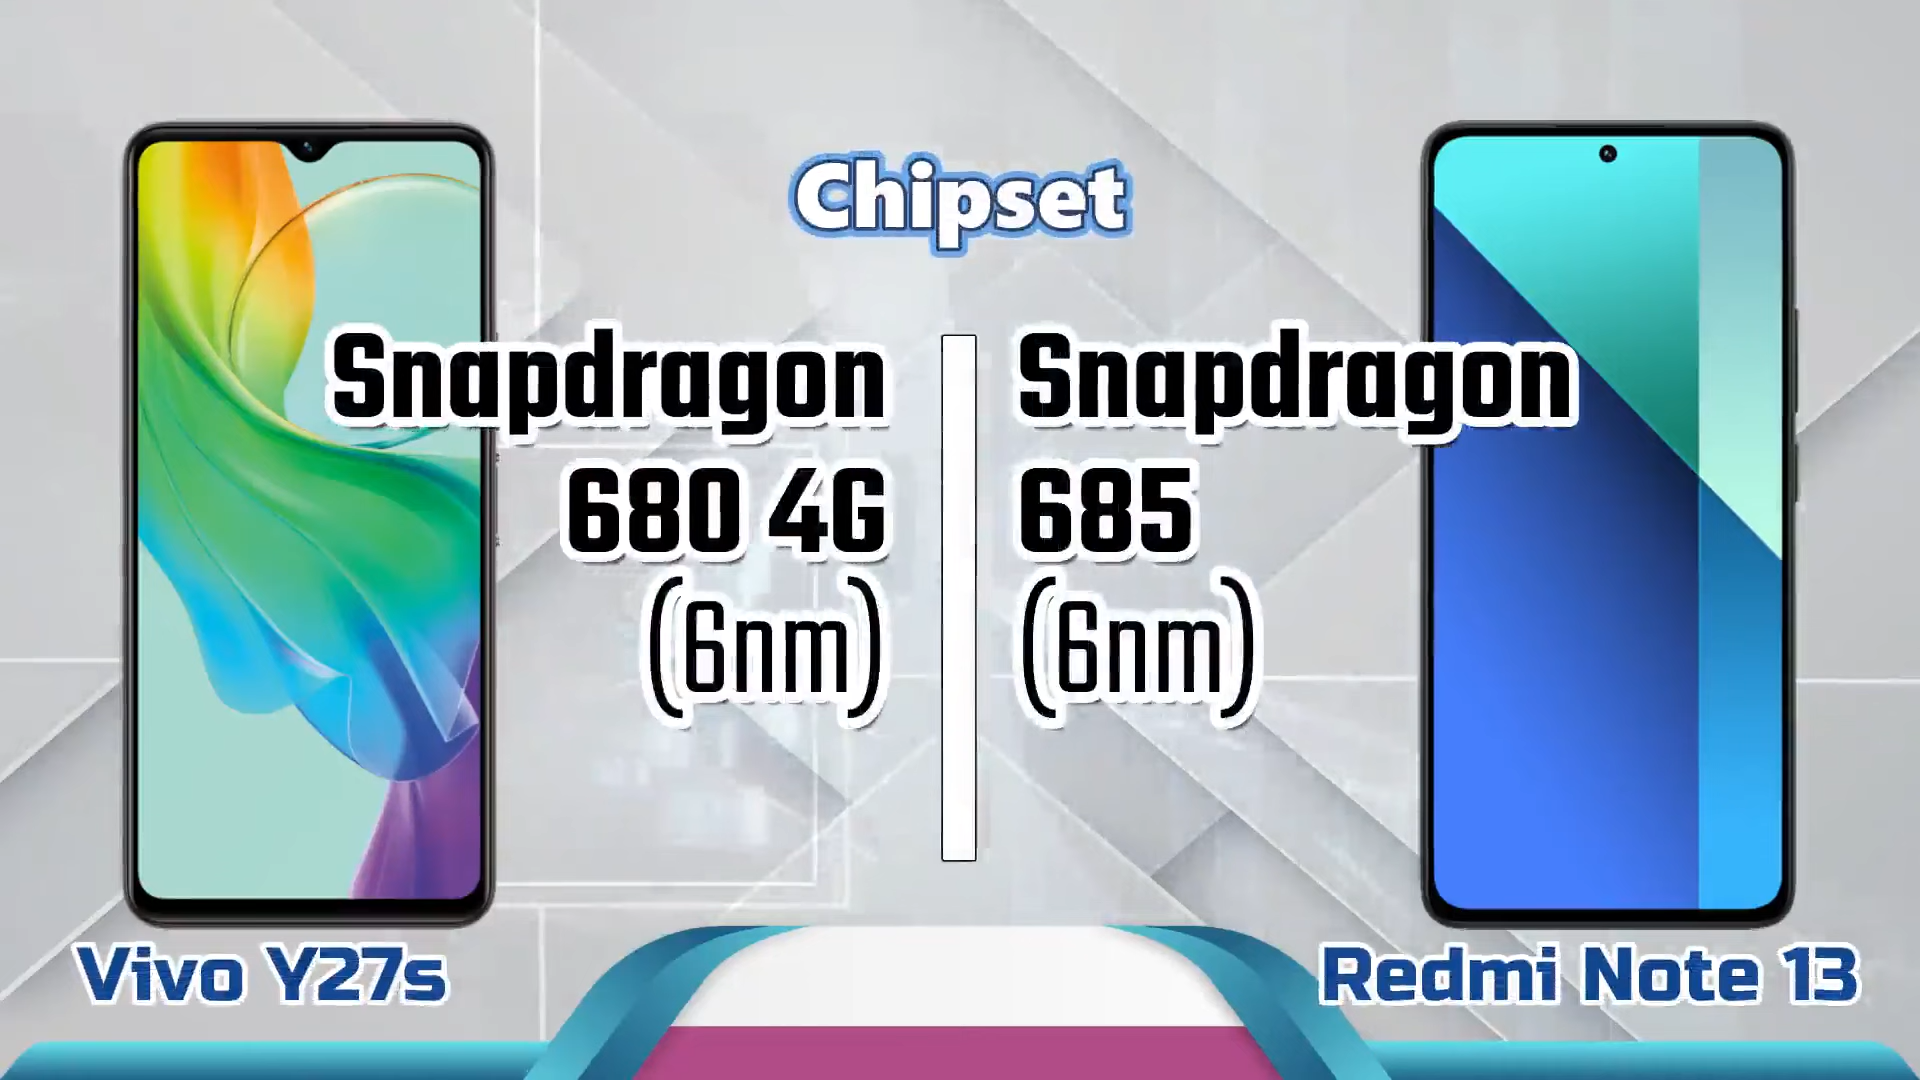 Chipset
Snapdragon
680 4G
(6nm)
Snapdragon
685
(6nm)
Vivo Y27s
Redmi Note 13